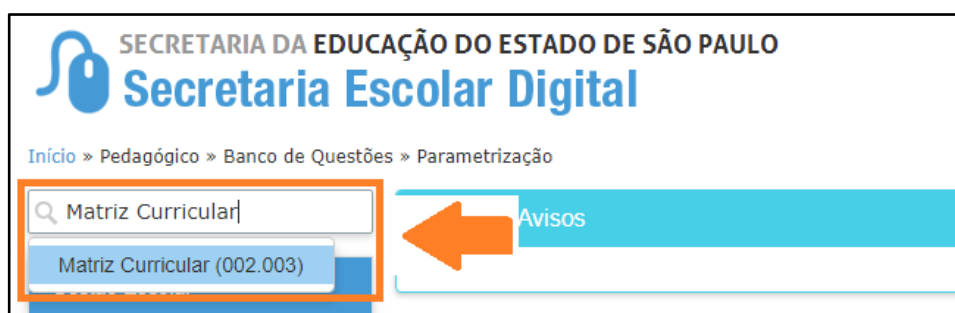 SECRETARIA DA EDUCAÇÃO DO ESTADO DE SÃO PAULO
Secretaria Escolar Digital
Início » Pedagógico » Banco de Questões » Parametrização
Matriz Curricular
Avisos
Matriz Curricular (002.003)